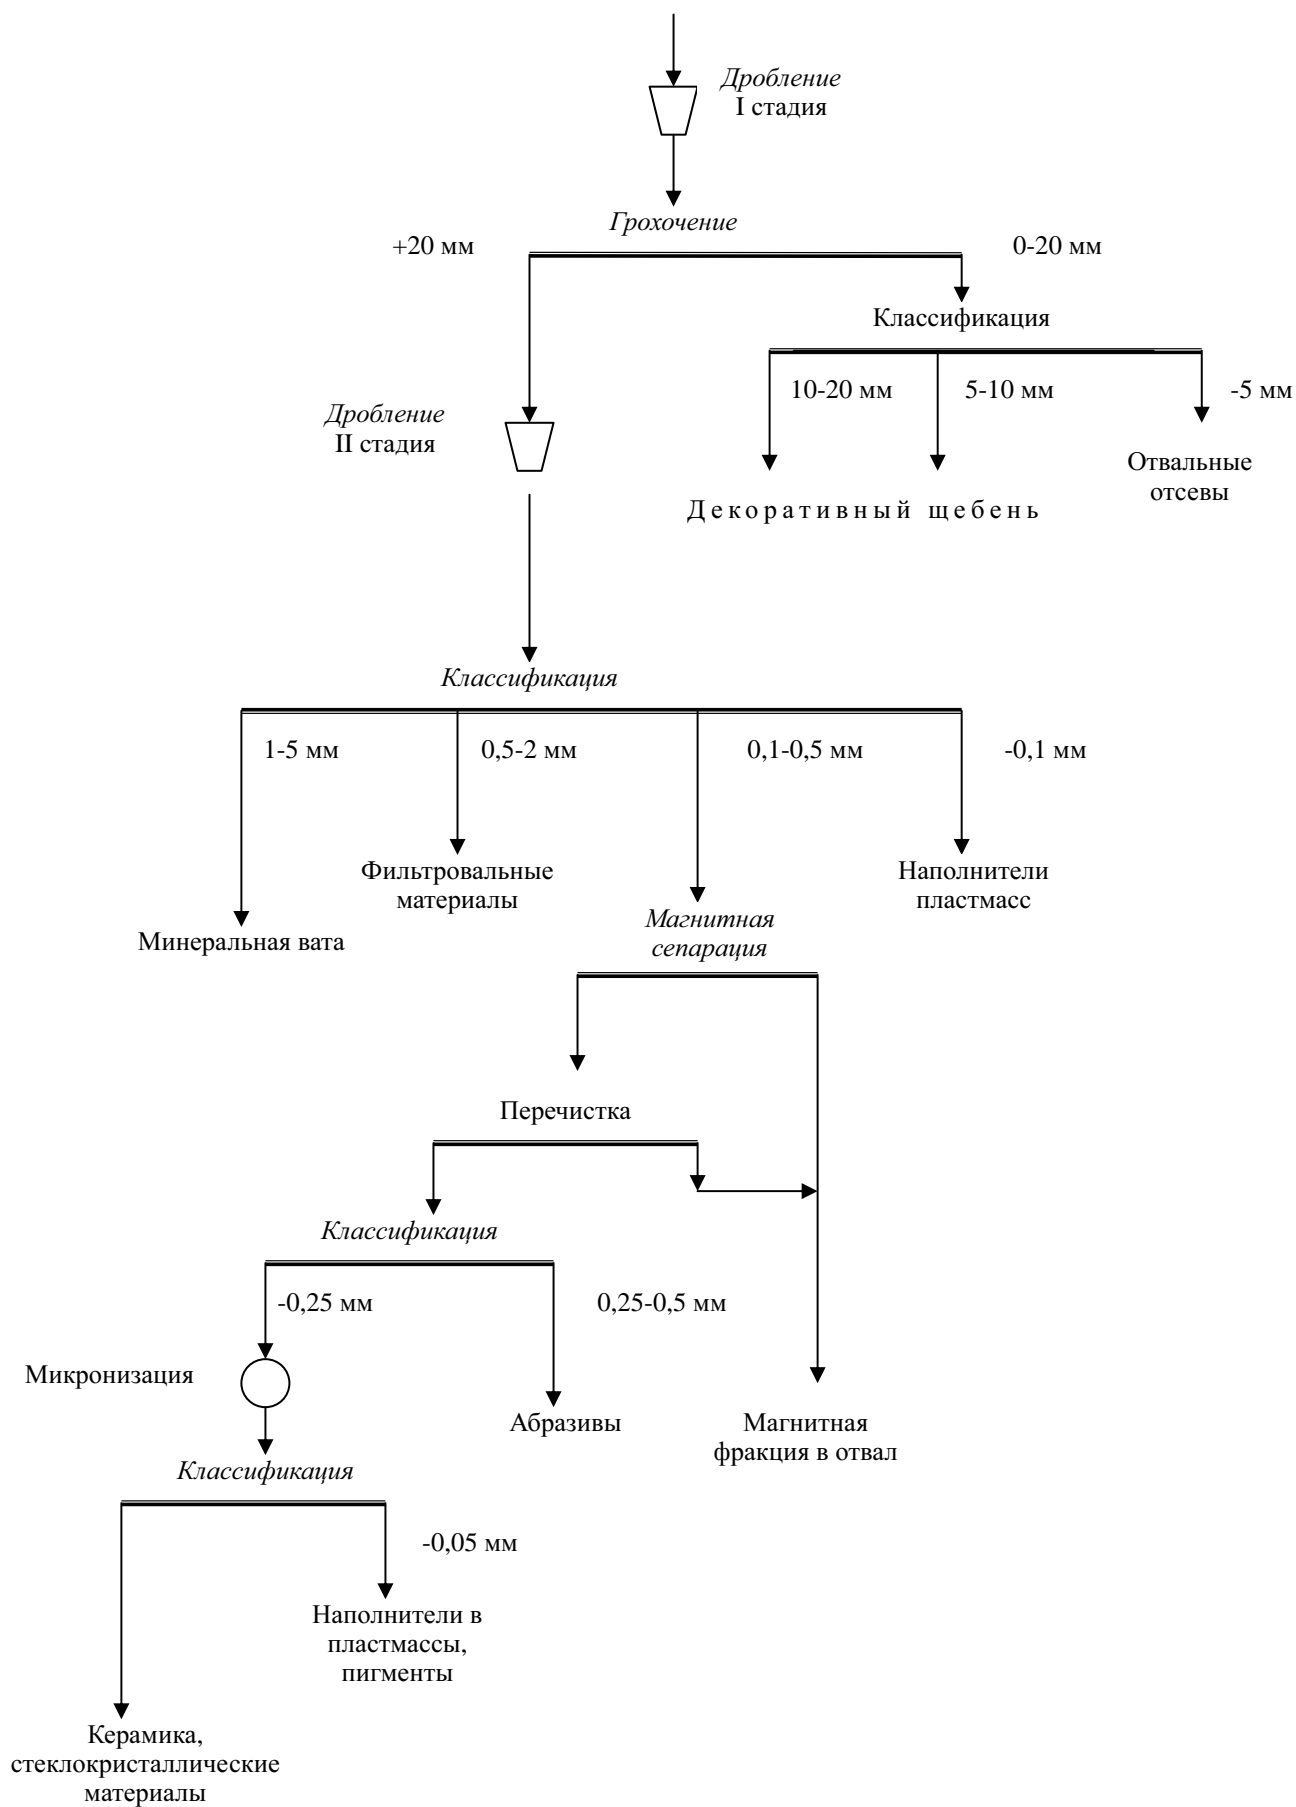 Дробление
I стадия
Грохочение
+20 мм
0-20 мм
Классификация
10-20 мм
5-10 мм
-5 мм
Дробление
II стадия
Отвальные
отсевы
Декоративный щебень
Классификация
1-5 мм
0,5-2 мм
0,1-0,5 мм
-0,1 мм
Фильтровальные
материалы
Наполнители
пластмасс
Минеральная вата
Магнитная
сепарация
Перечистка
Классификация
-0,25 мм
0,25-0,5 мм
Микронизация
Абразивы
Магнитная
фракция в отвал
Классификация
-0,05 мм
Наполнители в
пластмассы,
пигменты
Керамика,
стеклокристаллические
материалы